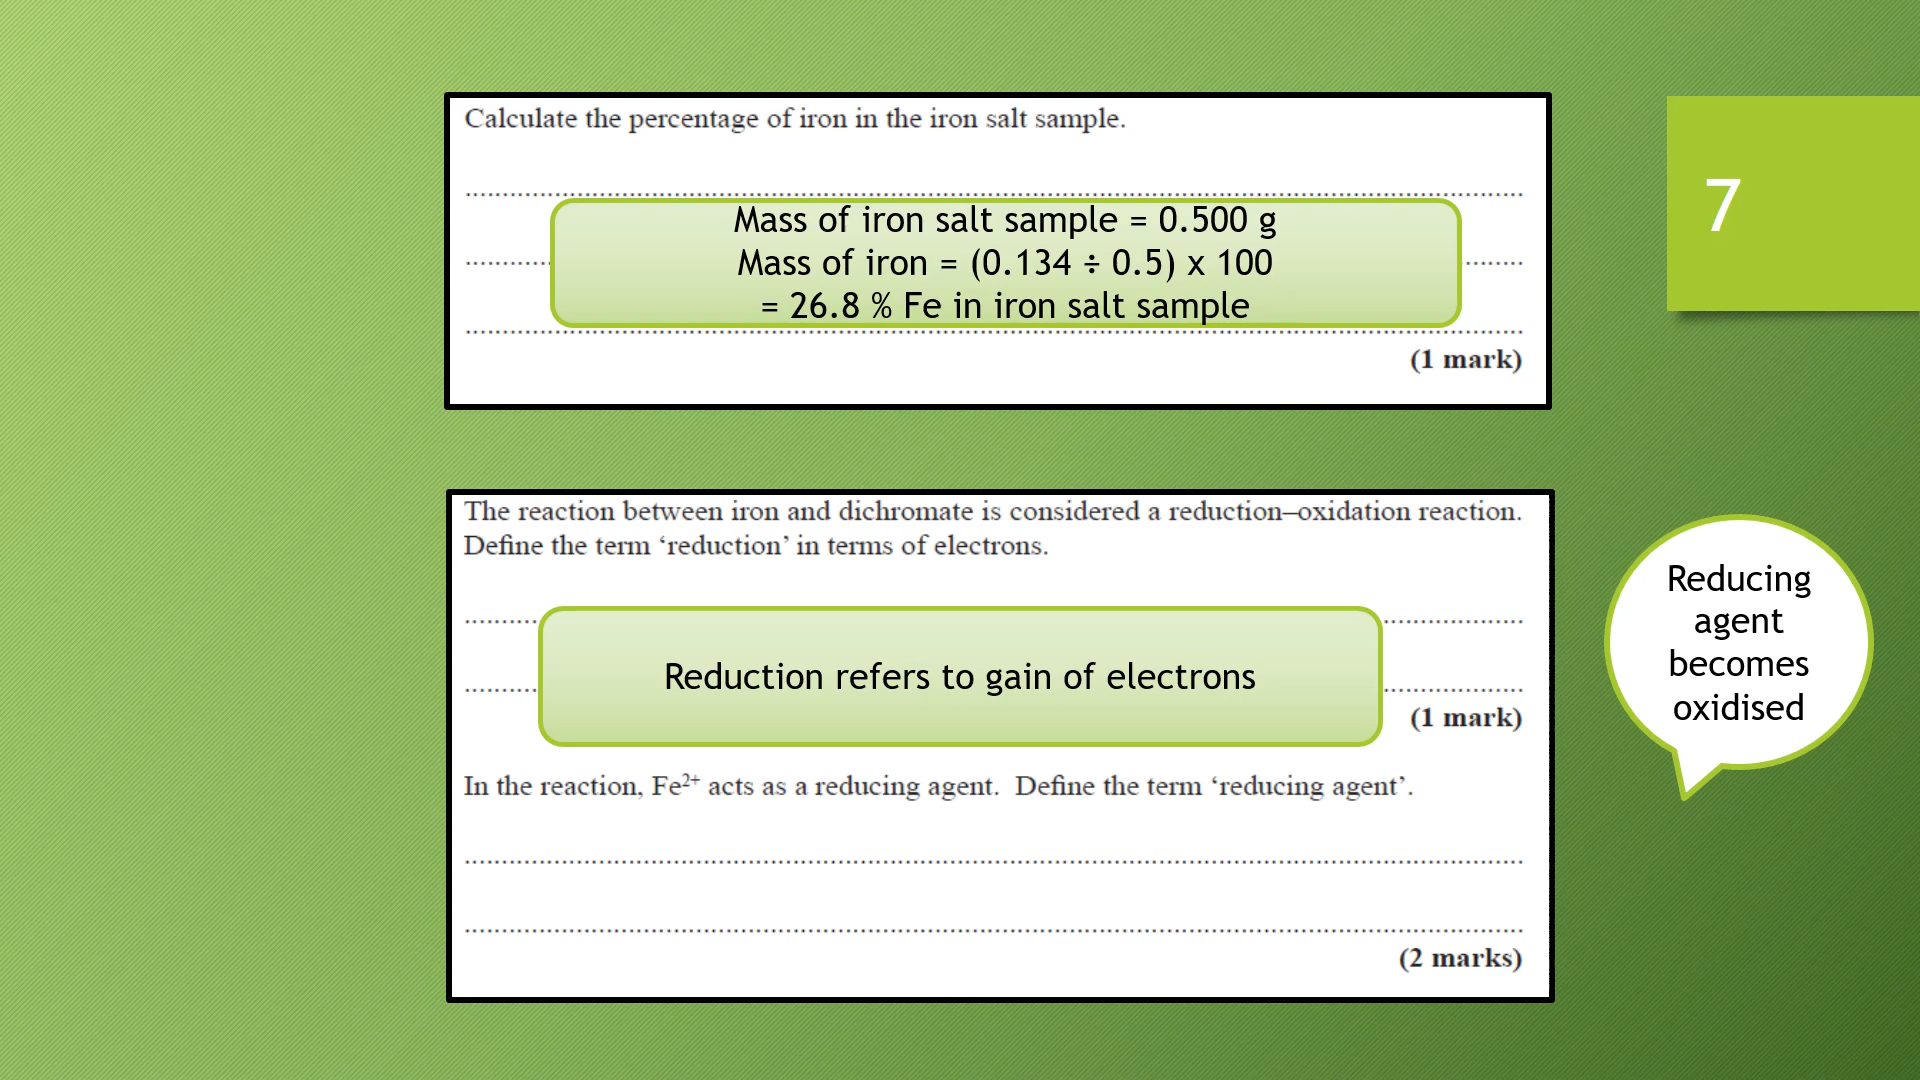 Calculate the percentage of iron in the iron salt sample.
Mass of iron salt sample = 0.500 g
Mass of iron = (0.134 ÷ 0.5) x 100
= 26.8 % Fe in iron salt sample
(1 mark)
7
The reaction between iron and dichromate is considered a reduction–oxidation reaction.
Define the term ‘reduction’ in terms of electrons.
Reduction refers to gain of electrons
(1 mark)
In the reaction, Fe²⁺ acts as a reducing agent. Define the term ‘reducing agent’.
(2 marks)
Reducing
agent
becomes
oxidised